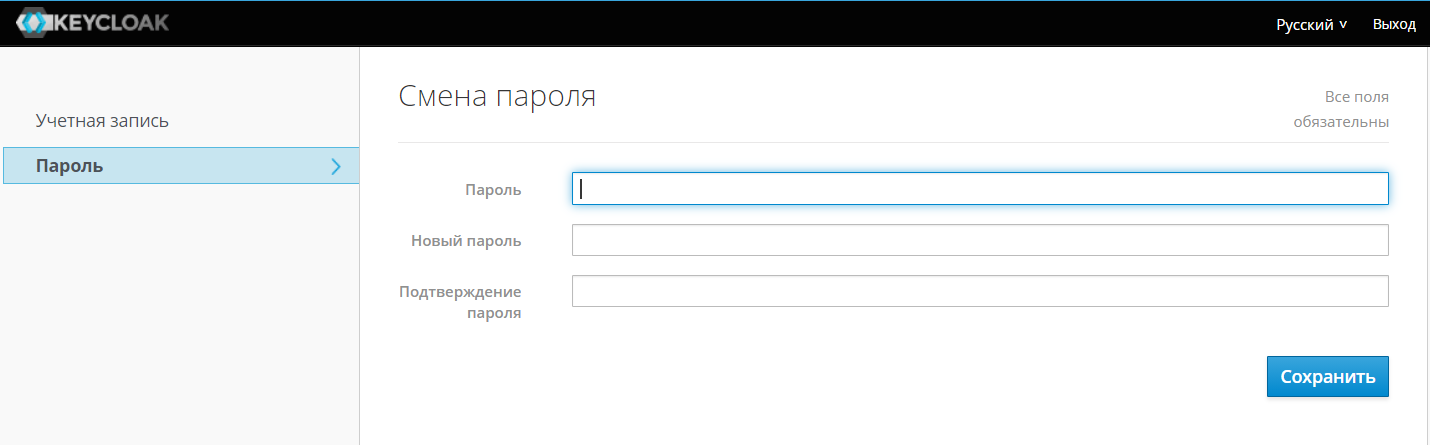 KEYCLOAK
Русский v
Выход
Учетная запись
Пароль
Смена пароля
Все поля
обязательны
Пароль
Новый пароль
Подтверждение
пароля
Сохранить